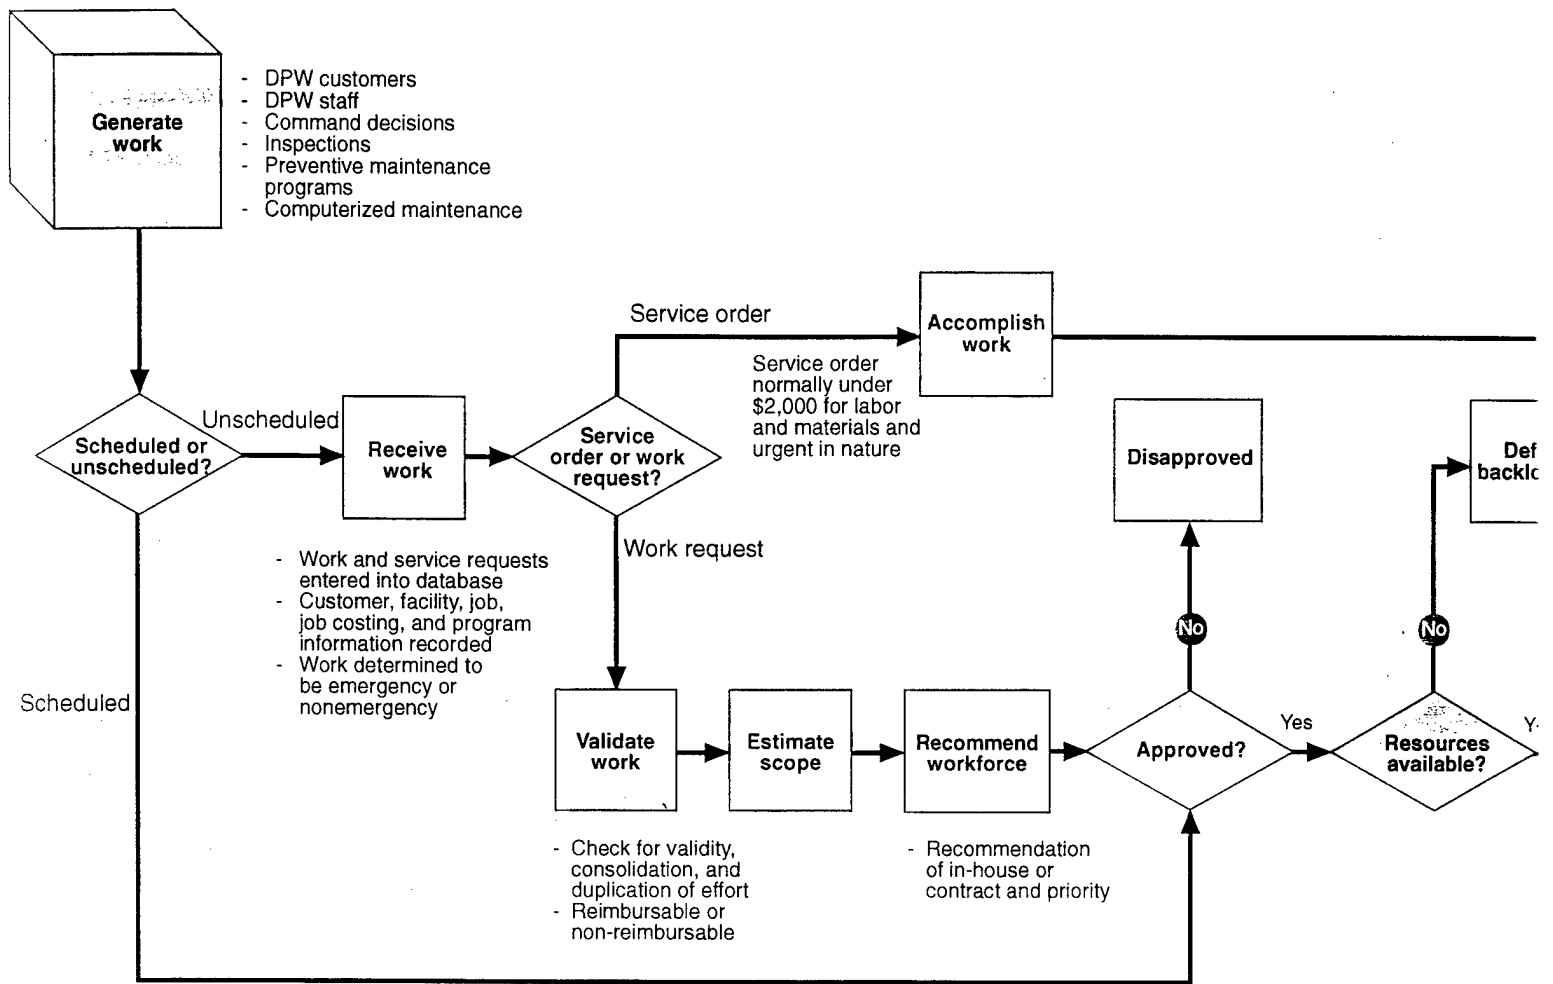 Generate
work
- DPW customers
- DPW staff
- Command decisions
- Inspections
- Preventive maintenance
programs
- Computerized maintenance
Scheduled or
unscheduled?
Unscheduled
Scheduled
Receive
work
- Work and service requests
entered into database
- Customer, facility, job,
job costing, and program
information recorded
- Work determined to
be emergency or
nonemergency
Service
order or work
request?
Service order
Service order
normally under
$2,000 for labor
and materials and
urgent in nature
Accomplish
work
Work request
Validate
work
- Check for validity,
consolidation, and
duplication of effort
- Reimbursable or
non-reimbursable
Estimate
scope
Recommend
workforce
- Recommendation
of in-house or
contract and priority
Approved?
No
Disapproved
Yes
Resources
available?
No